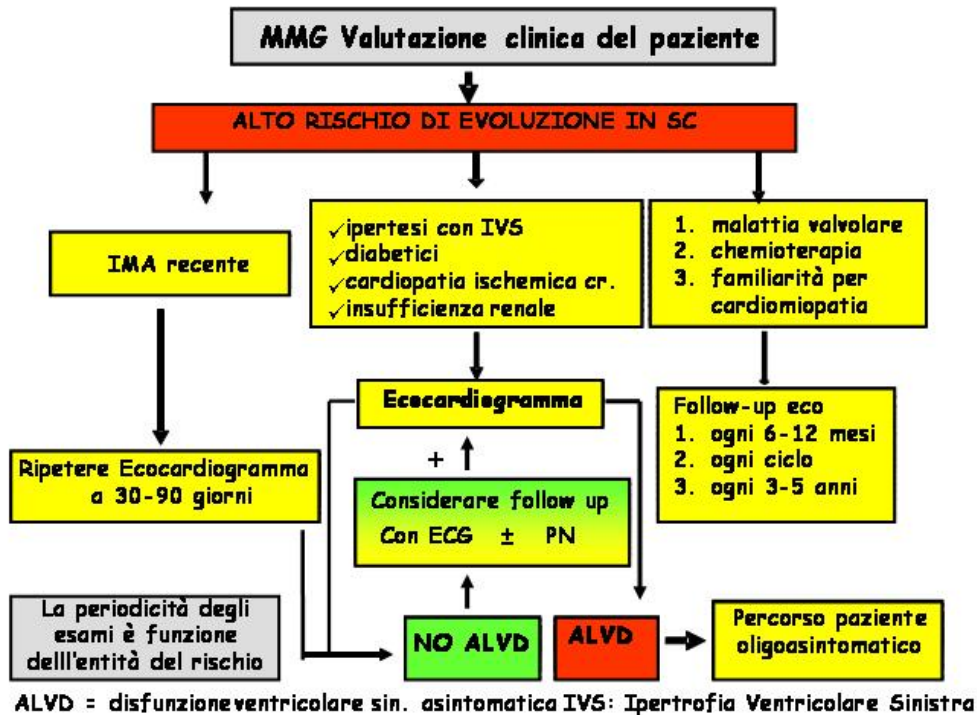 MMG Valutazione clinica del paziente
ALTO RISCHIO DI EVOLUZIONE IN SC
IMA recente
✓ipertesi con IVS
✓diabetici
✓cardiopatia ischemica cr.
✓insufficienza renale
1. malattia valvolare
2. chemioterapia
3. familiarità per
cardiomiopatia
Ecocardiogramma
Follow-up eco
1. ogni 6-12 mesi
2. ogni ciclo
3. ogni 3-5 anni
Ripetere Ecocardiogramma
a 30-90 giorni
+
Considerare follow up
Con ECG ± PN
La periodicità degli
esami è funzione
delll'entità del rischio
NO ALVD
ALVD
Percorso paziente
oligoasintomatico
ALVD = disfunzione ventricolare sin. asintomatica IVS: Ipertrofia Ventricolare Sinistra